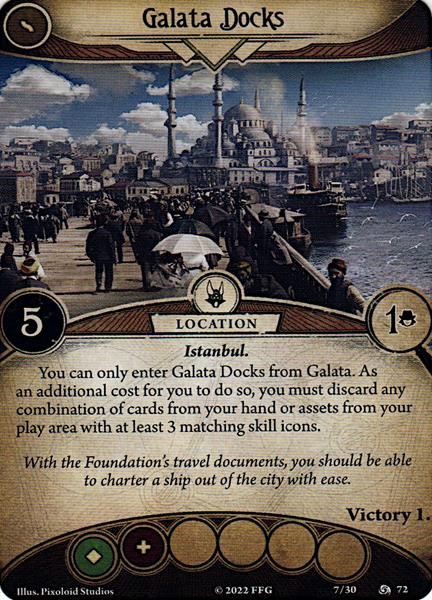 Galata Docks
5
1
LOCATION
Istanbul.
You can only enter Galata Docks from Galata. As
an additional cost for you to do so, you must discard any
combination of cards from your hand or assets from your
play area with at least 3 matching skill icons.
With the Foundation's travel documents, you should be able
to charter a ship out of the city with ease.
Victory 1.
Illus. Pixoloid Studios © 2022 FFG 7/30 72